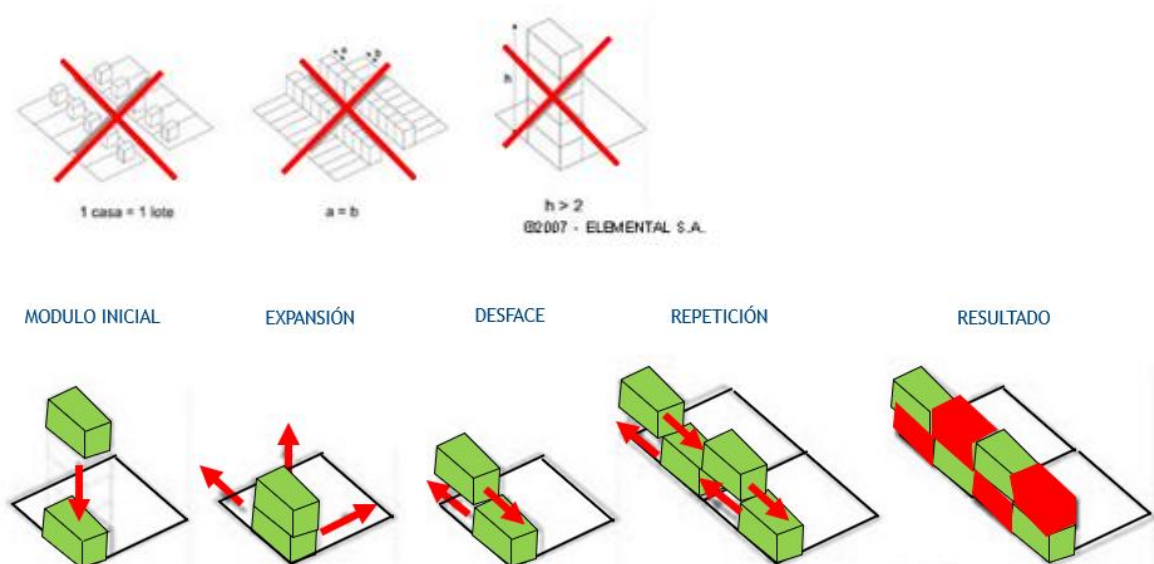 h
1 casa = 1 lote
a = b
h > 2
©2007 - ELEMENTAL S.A.
MODULO INICIAL
EXPANSIÓN
DESFACE
REPETICIÓN
RESULTADO